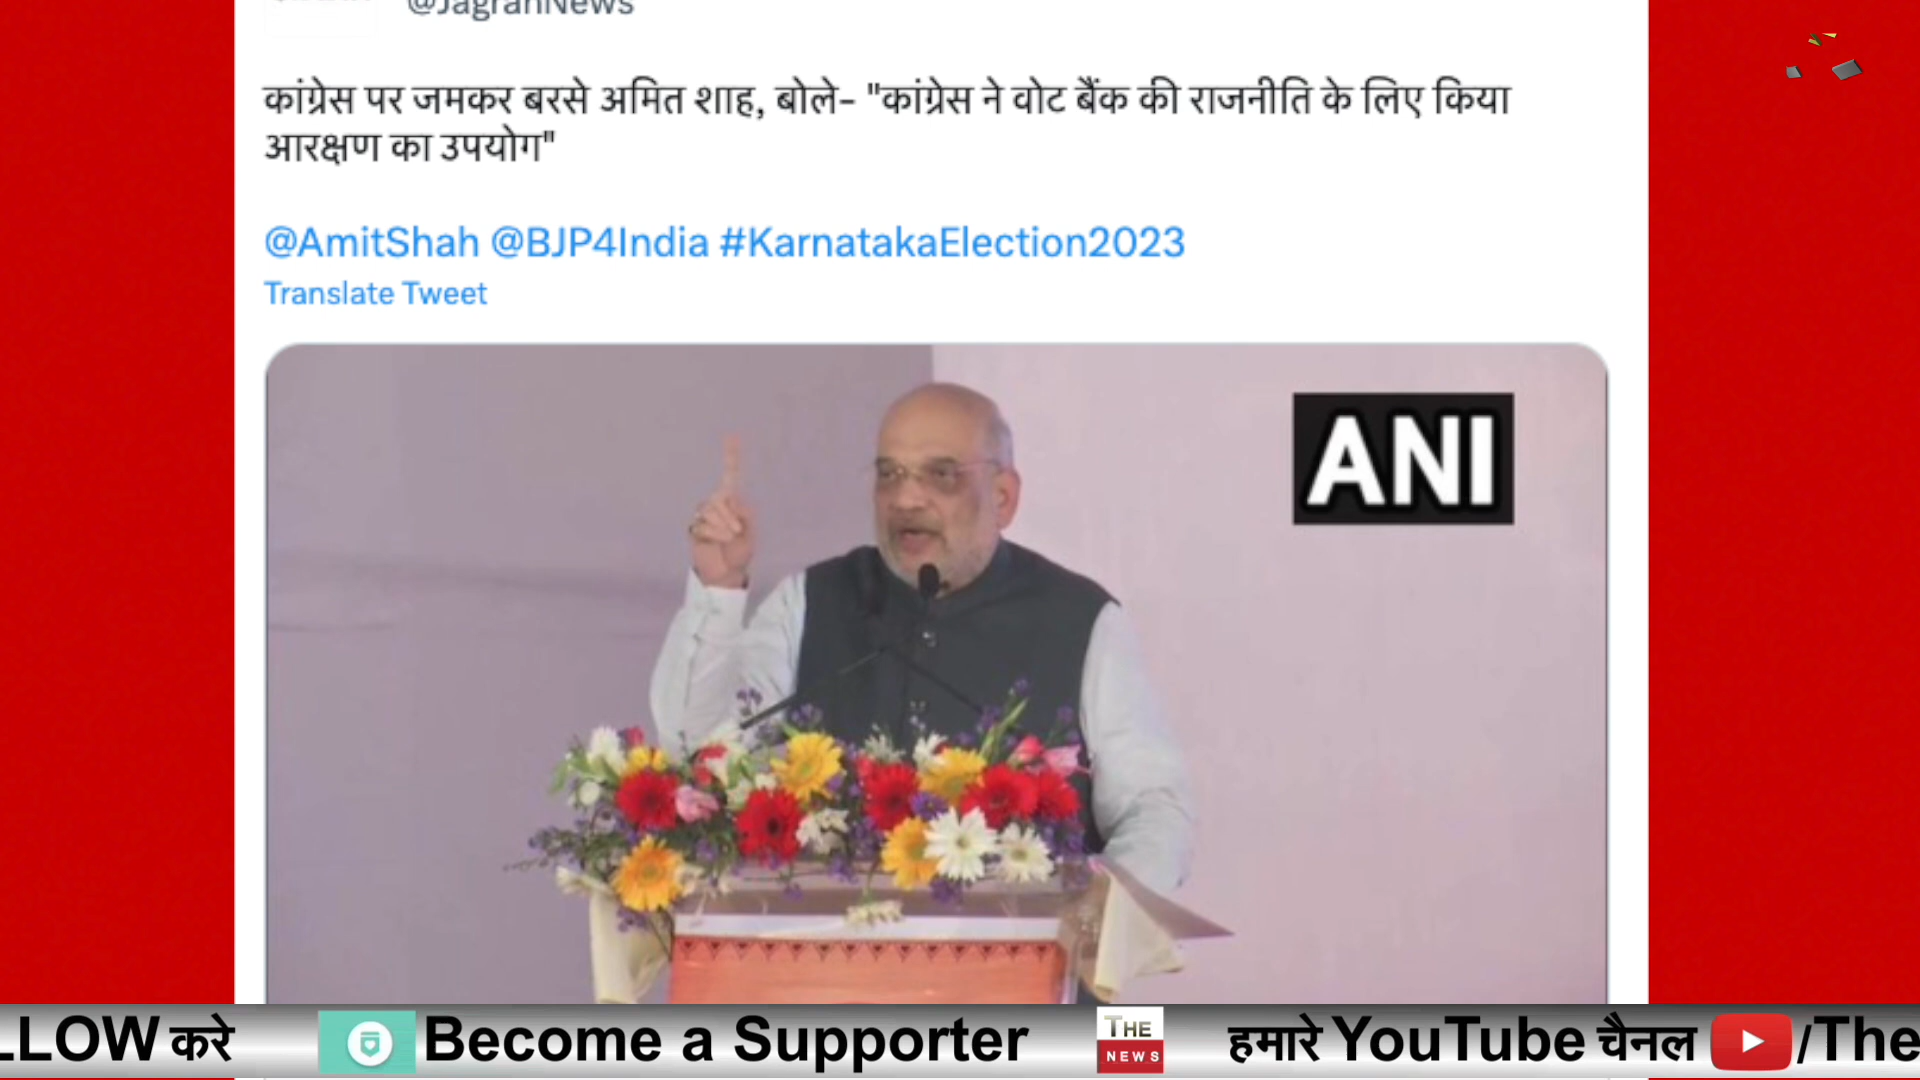 @JagranNews
कांग्रेस पर जमकर बरसे अमित शाह, बोले- "कांग्रेस ने वोट बैंक की राजनीति के लिए किया
आरक्षण का उपयोग"
@AmitShah @BJP4India #KarnatakaElection2023
Translate Tweet
ANI
LLOW करे Become a Supporter THE NEWS हमारे YouTube चैनल /The